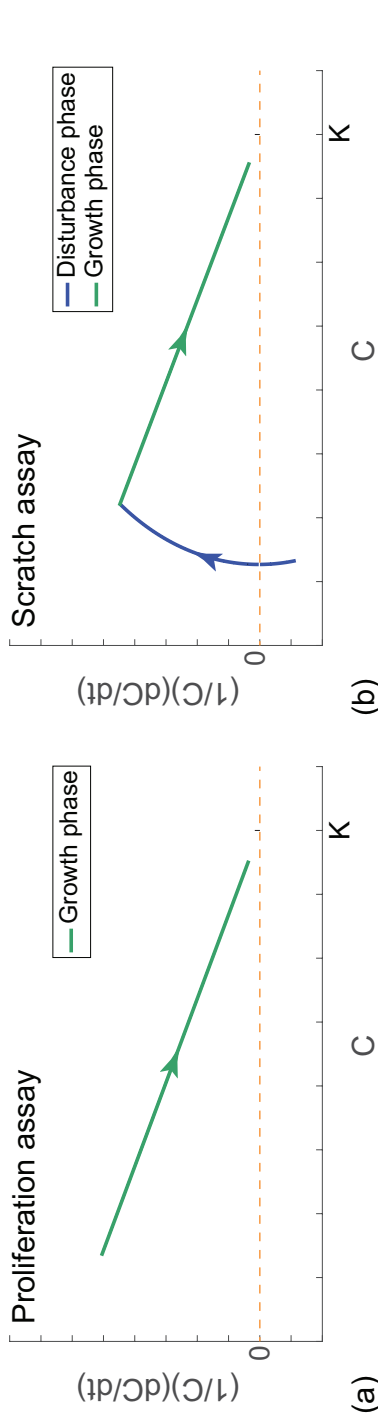 Proliferation assay
Growth phase
(1/C)(dC/dt)
0
K
C
(a)
Scratch assay
Disturbance phase
Growth phase
(1/C)(dC/dt)
0
K
C
(b)